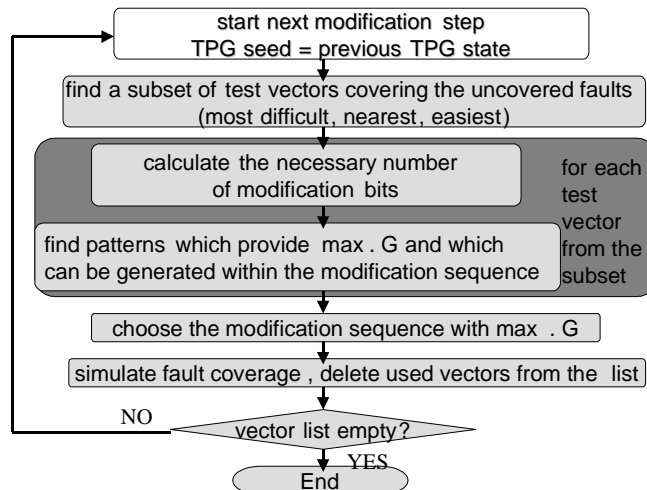 start next modification step
TPG seed = previous TPG state
find a subset of test vectors covering the uncovered faults
(most difficult, nearest, easiest)
calculate the necessary number
of modification bits
for each
test
vector
from the
subset
find patterns which provide max . G and which
can be generated within the modification sequence
choose the modification sequence with max . G
simulate fault coverage , delete used vectors from the list
NO
vector list empty?
YES
End